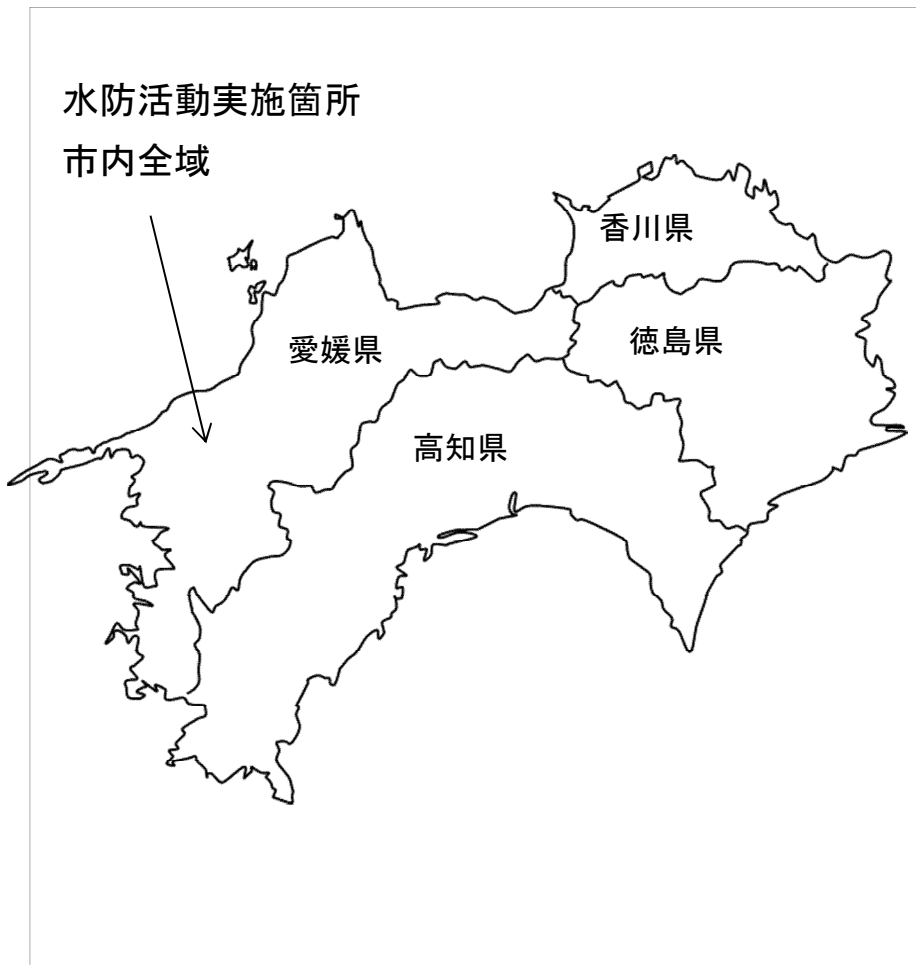 水防活動実施箇所
市内全域
香川県
愛媛県
徳島県
高知県